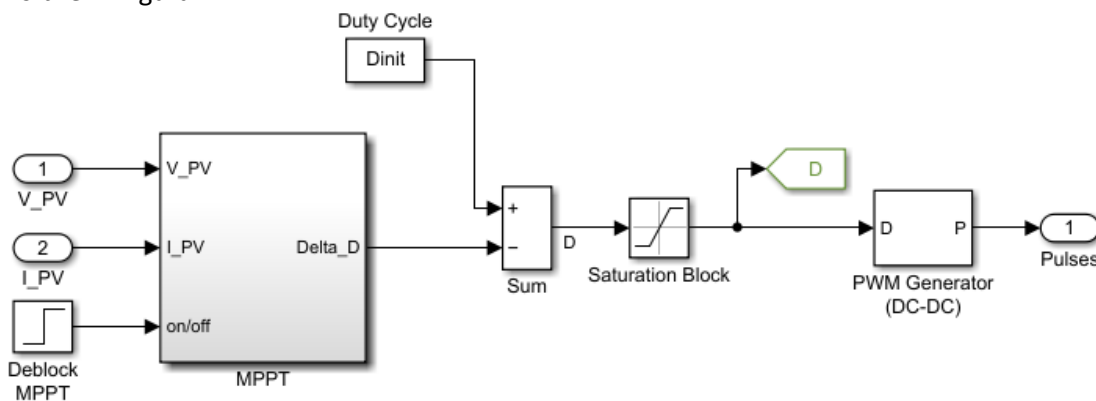 Duty Cycle
Dinit
1
V_PV
V_PV
2
I_PV
I_PV
Delta_D
on/off
Deblock
MPPT
MPPT
+
−
Sum
D
Saturation Block
D
D
P
PWM Generator
(DC-DC)
1
Pulses